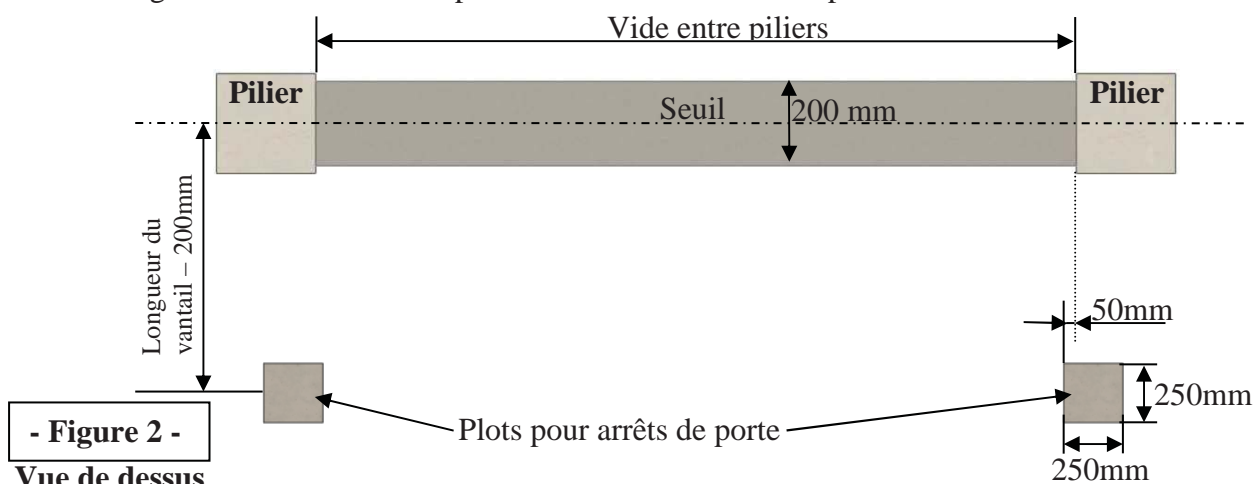 Vide entre piliers
Pilier
Pilier
Seuil
200 mm
Longueur du
vantail – 200mm
50mm
250mm
Plots pour arrêts de porte
- Figure 2 -
250mm
Vue de dessus